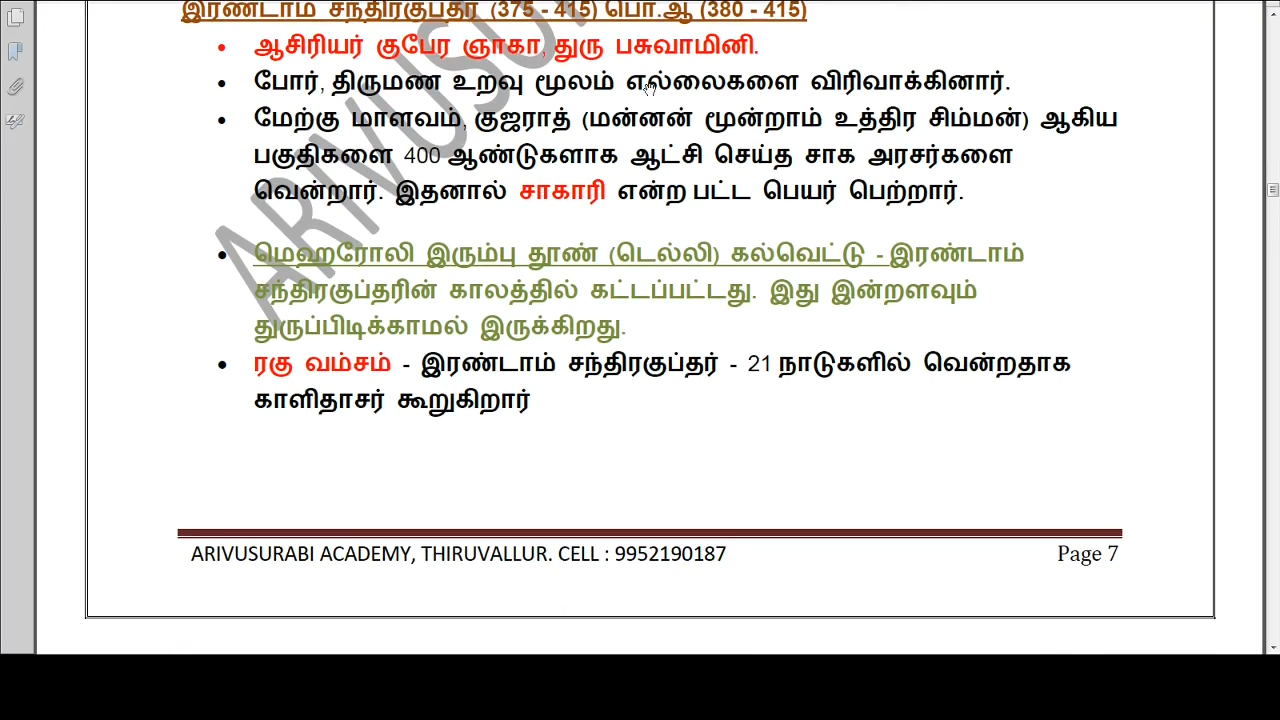 இரண்டாம் சந்திரகுப்தர் (375 - 415) பொ.ஆ (380 - 415)
ஆசிரியர் குபேர ஞாகா, துரு பசுவாமினி.
போர், திருமண உறவு மூலம் எல்லைகளை விரிவாக்கினார்.
மேற்கு மாளவம், குஜராத் (மன்னன் மூன்றாம் உத்திர சிம்மன்) ஆகிய
பகுதிகளை 400 ஆண்டுகளாக ஆட்சி செய்த சாக அரசர்களை
வென்றார். இதனால் சாகாரி என்ற பட்ட பெயர் பெற்றார்.
மெஹரோலி இரும்பு தூண் (டெல்லி) கல்வெட்டு - இரண்டாம்
சந்திரகுப்தரின் காலத்தில் கட்டப்பட்டது. இது இன்றளவும்
துருப்பிடிக்காமல் இருக்கிறது.
ரகு வம்சம் - இரண்டாம் சந்திரகுப்தர் - 21 நாடுகளில் வென்றதாக
காளிதாசர் கூறுகிறார்
ARIVUSURABI ACADEMY, THIRUVALLUR. CELL : 9952190187 Page 7
ARIVUSUR